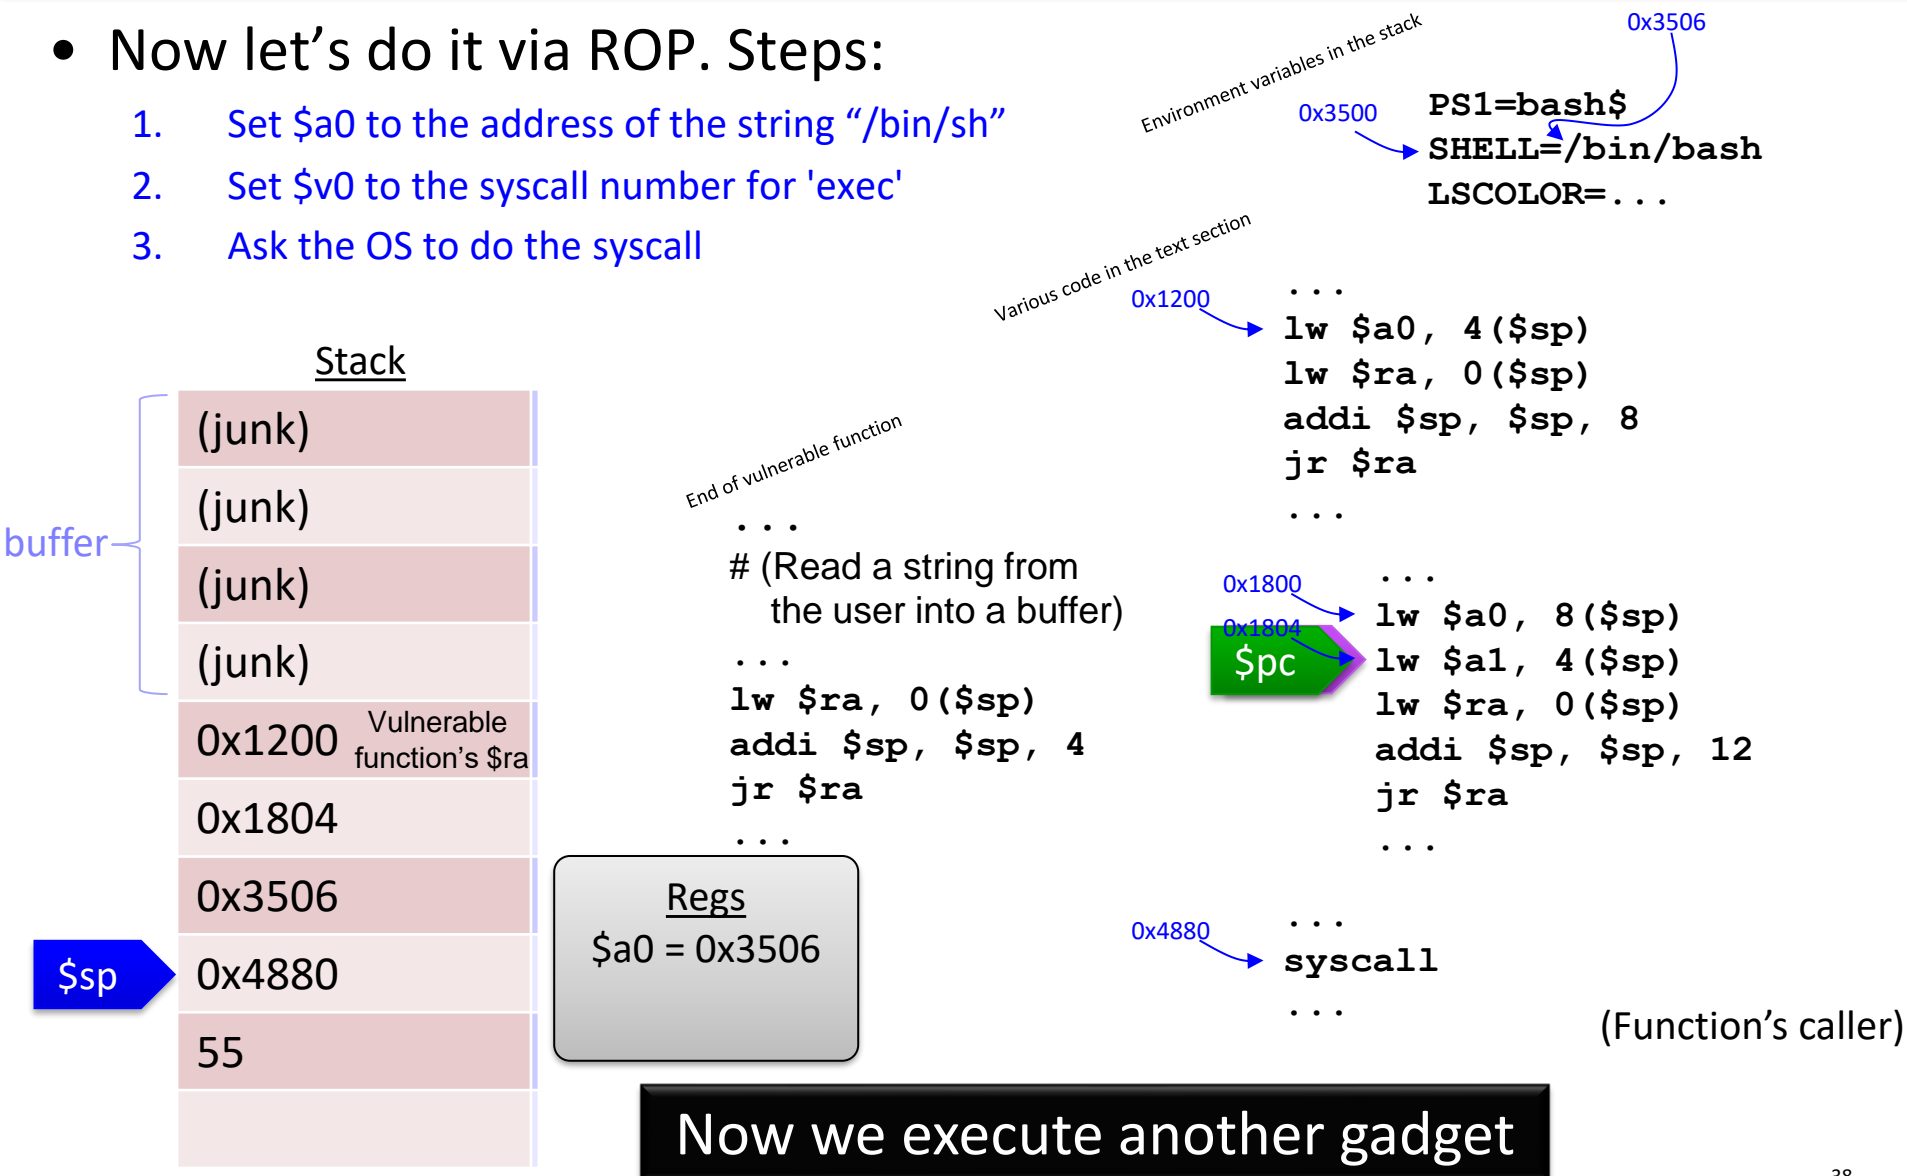 • Now let’s do it via ROP. Steps:
1. Set $a0 to the address of the string “/bin/sh”
2. Set $v0 to the syscall number for 'exec'
3. Ask the OS to do the syscall
Environment variables in the stack
0x3506
0x3500
PS1=bash$
SHELL=/bin/bash
LSCOLOR=...
Various code in the text section
0x1200
...
lw $a0, 4($sp)
lw $ra, 0($sp)
addi $sp, $sp, 8
jr $ra
...
Stack
buffer
(junk)
(junk)
(junk)
(junk)
0x1200 Vulnerable function’s $ra
0x1804
0x3506
$sp
0x4880
55
End of vulnerable function
...
# (Read a string from
the user into a buffer)
...
lw $ra, 0($sp)
addi $sp, $sp, 4
jr $ra
...
Regs
$a0 = 0x3506
0x1800
0x1804
$pc
...
lw $a0, 8($sp)
lw $a1, 4($sp)
lw $ra, 0($sp)
addi $sp, $sp, 12
jr $ra
...
0x4880
...
syscall
...
(Function’s caller)
Now we execute another gadget